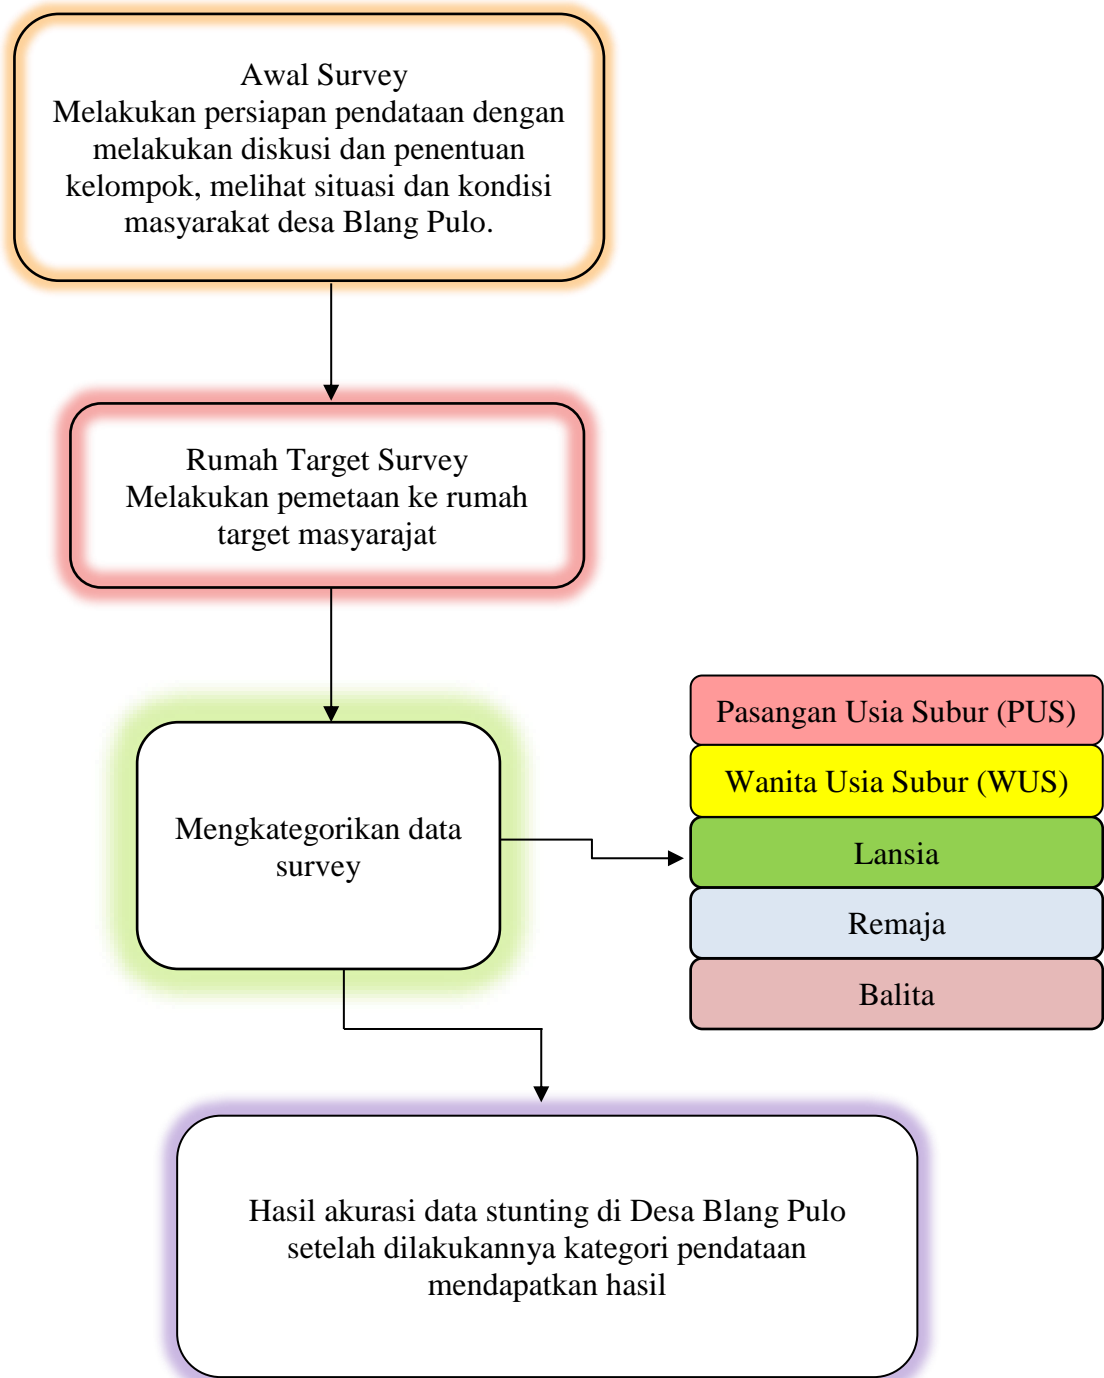 Awal Survey
Melakukan persiapan pendataan dengan
melakukan diskusi dan penentuan
kelompok, melihat situasi dan kondisi
masyarakat desa Blang Pulo.
Rumah Target Survey
Melakukan pemetaan ke rumah
target masyarajat
Mengkategorikan data
survey
Pasangan Usia Subur (PUS)
Wanita Usia Subur (WUS)
Lansia
Remaja
Balita
Hasil akurasi data stunting di Desa Blang Pulo
setelah dilakukannya kategori pendataan
mendapatkan hasil